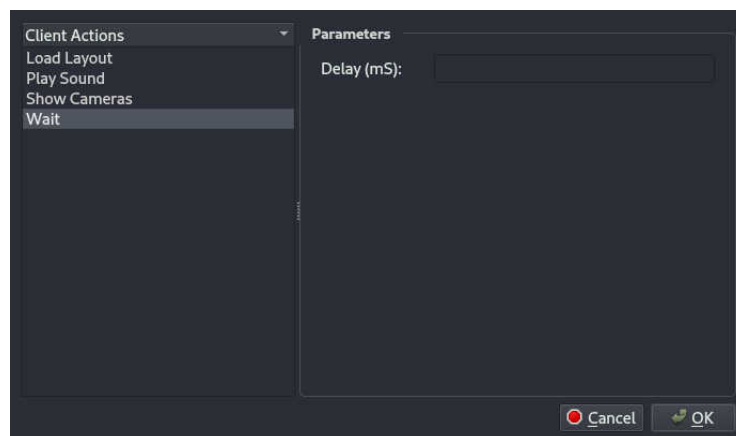 Client Actions
Load Layout
Play Sound
Show Cameras
Wait
Parameters
Delay (mS):
Cancel
OK